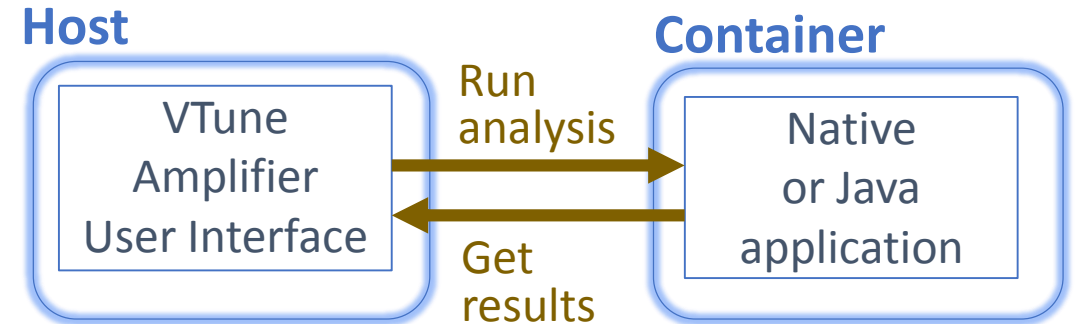 Host
VTune
Amplifier
User Interface
Run
analysis
Get
results
Container
Native
or Java
application